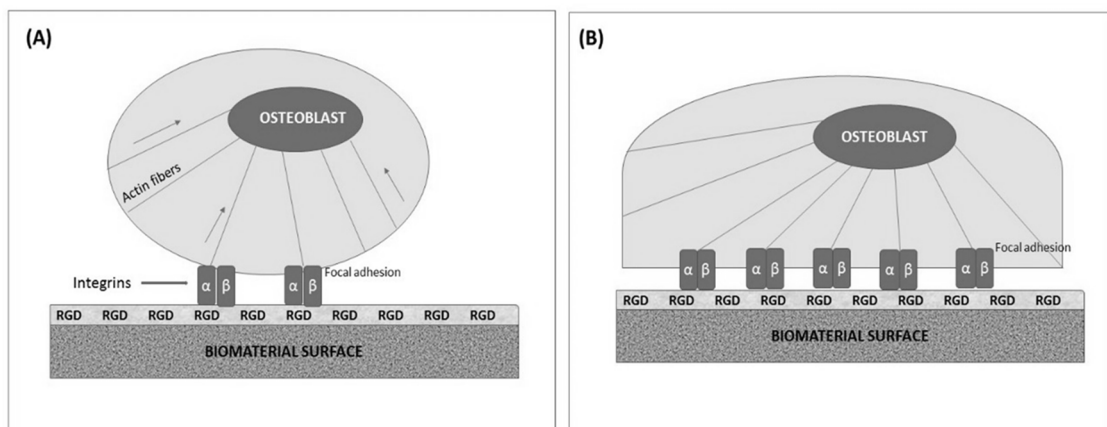 (A)
OSTEOBLAST
Actin fibers
Integrins
α β
α β
Focal adhesion
RGD RGD RGD RGD RGD RGD RGD RGD RGD RGD
BIOMATERIAL SURFACE
(B)
OSTEOBLAST
Focal adhesion
α β
α β
α β
α β
α β
RGD RGD RGD RGD RGD RGD RGD RGD RGD RGD
BIOMATERIAL SURFACE